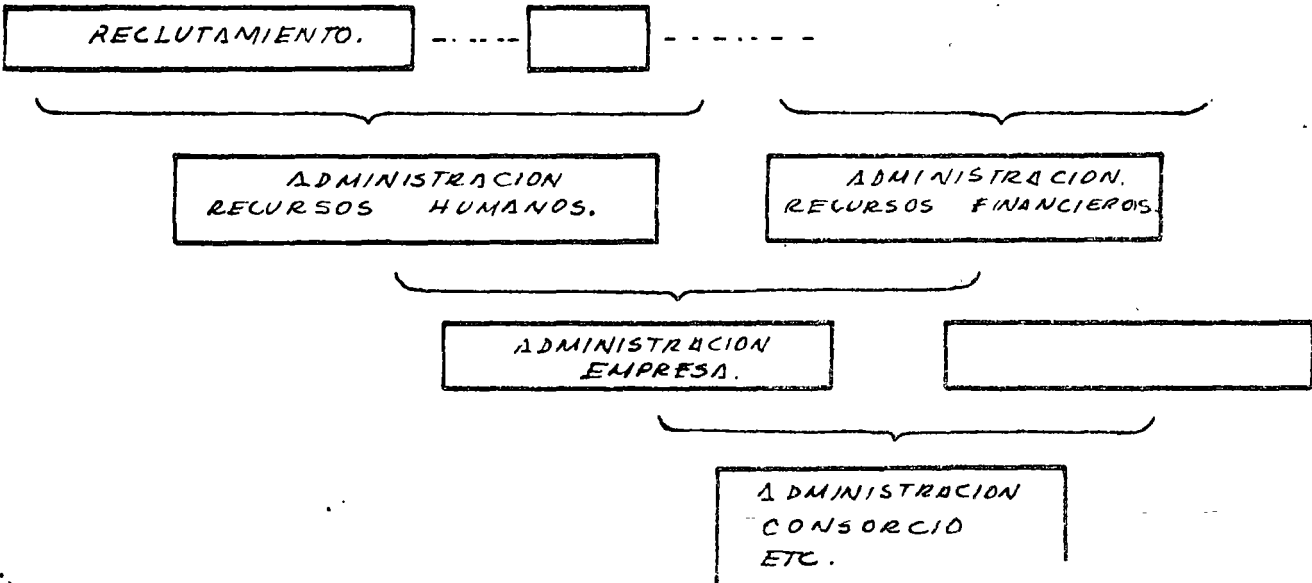 RECLUTAMIENTO.
ADMINISTRACION
RECURSOS HUMANOS.
ADMINISTRACION.
RECURSOS FINANCIEROS.
ADMINISTRACION
EMPRESA.
ADMINISTRACION
CONSORCIO
ETC.